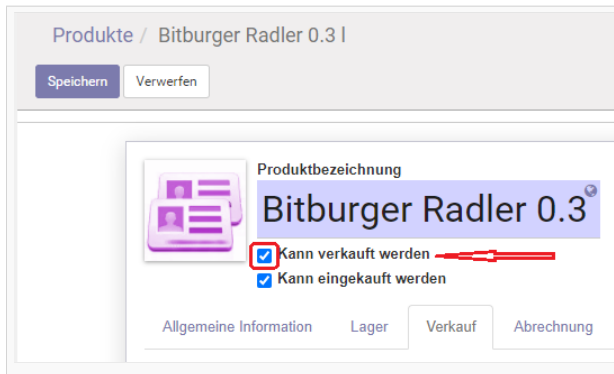 Produkte / Bitburger Radler 0.3 l
Speichern Verwerfen
Produktbezeichnung
Bitburger Radler 0.3
Kann verkauft werden
Kann eingekauft werden
Allgemeine Information Lager Verkauf Abrechnung